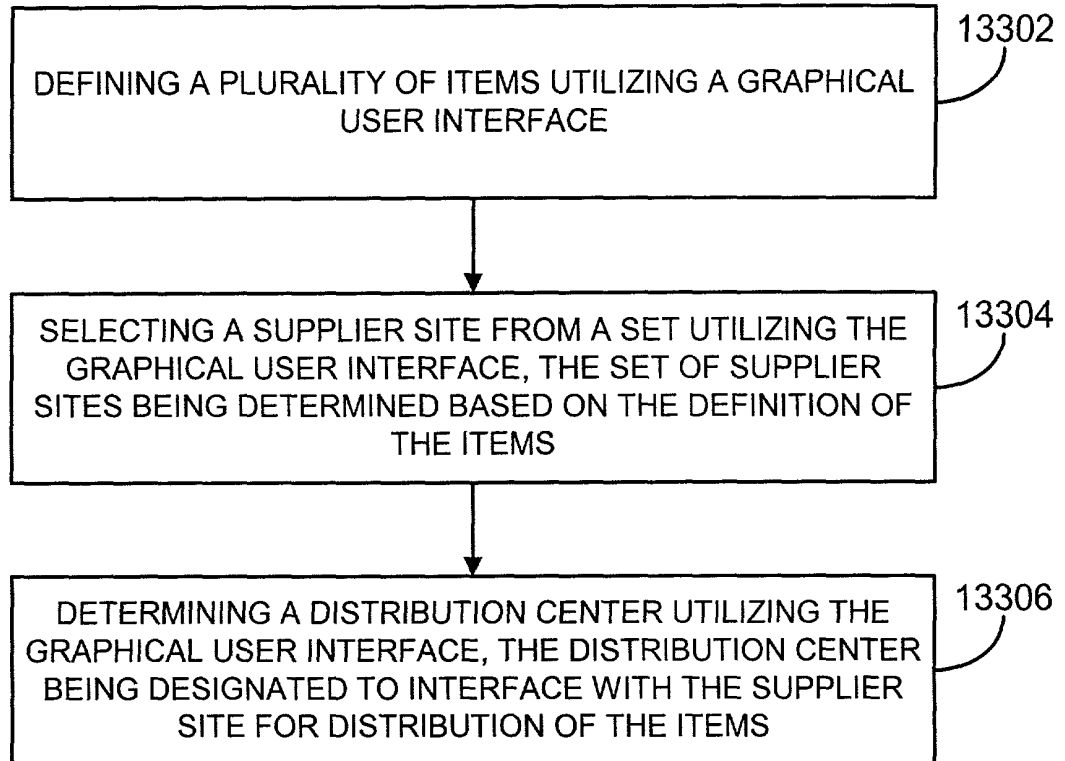 13302
DEFINING A PLURALITY OF ITEMS UTILIZING A GRAPHICAL
USER INTERFACE
13304
SELECTING A SUPPLIER SITE FROM A SET UTILIZING THE
GRAPHICAL USER INTERFACE, THE SET OF SUPPLIER
SITES BEING DETERMINED BASED ON THE DEFINITION OF
THE ITEMS
13306
DETERMINING A DISTRIBUTION CENTER UTILIZING THE
GRAPHICAL USER INTERFACE, THE DISTRIBUTION CENTER
BEING DESIGNATED TO INTERFACE WITH THE SUPPLIER
SITE FOR DISTRIBUTION OF THE ITEMS